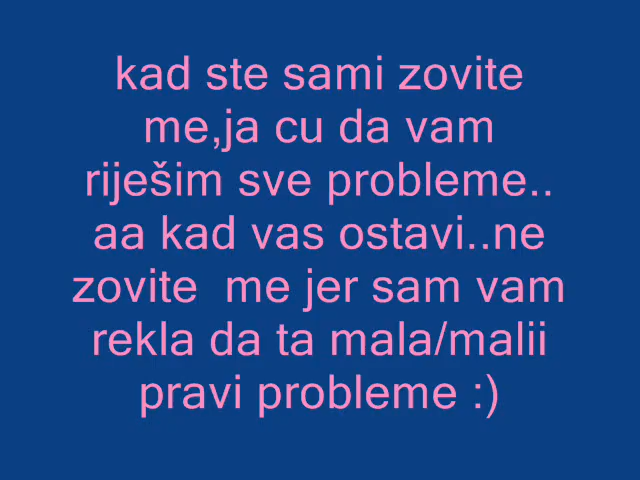 kad ste sami zovite
me,ja cu da vam
riješim sve probleme..
aa kad vas ostavi..ne
zovite  me jer sam vam
rekla da ta mala/malii
pravi probleme :)